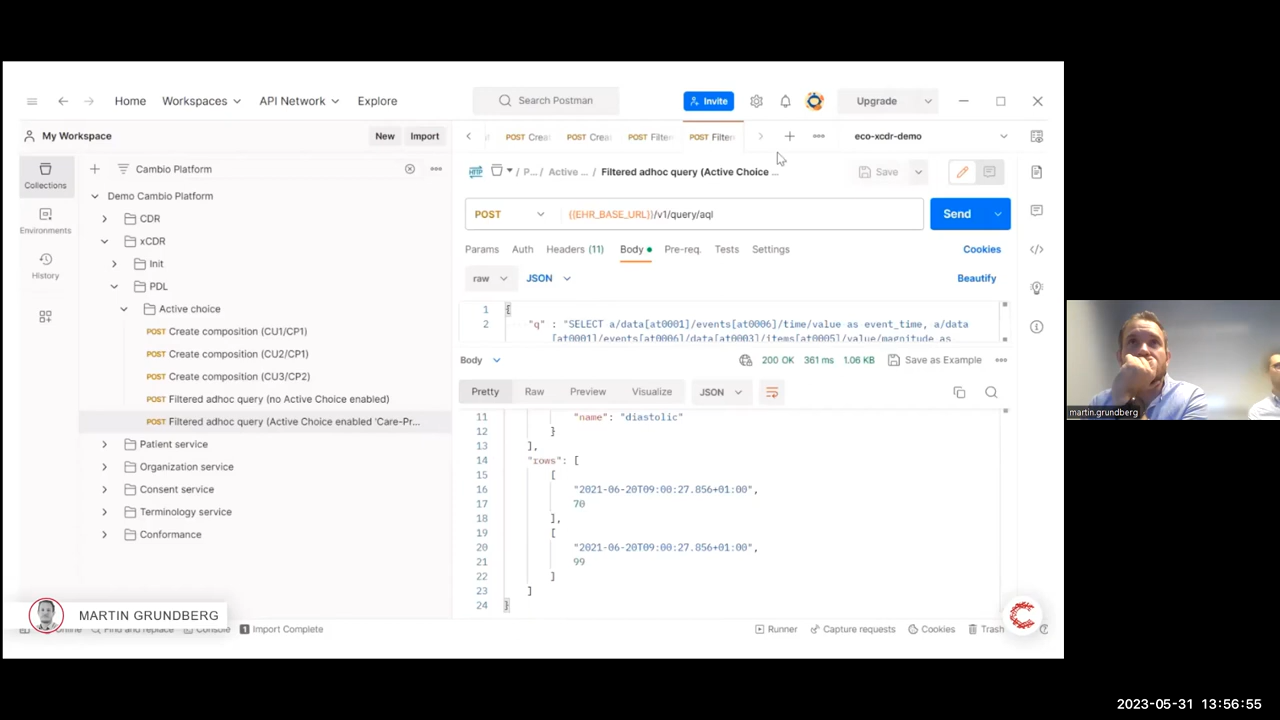 Home Workspaces API Network Explore Search Postman Invite Upgrade
My Workspace New Import POST Crea POST Crea POST Filter POST Filter eco-xcdr-demo
Collections
Environments
History
Cambio Platform
Demo Cambio Platform
CDR
xCDR
Init
PDL
Active choice
POST Create composition (CU1/CP1)
POST Create composition (CU2/CP1)
POST Create composition (CU3/CP2)
POST Filtered adhoc query (no Active Choice enabled)
POST Filtered adhoc query (Active Choice enabled 'Care-Pr...
Patient service
Organization service
Consent service
Terminology service
Conformance
HTTP / P... / Active ... / Filtered adhoc query (Active Choice ... Save
POST {{EHR_BASE_URL}}/v1/query/aql Send
Params Auth Headers (11) Body Pre-req. Tests Settings Cookies
raw JSON Beautify
1 {
2 "q" : "SELECT a/data[at0001]/events[at0006]/time/value as event_time, a/data
[at0001]/events[at0006]/data[at0003]/items[at0005]/value/magnitude as
Body 200 OK 361 ms 1.06 KB Save as Example
Pretty Raw Preview Visualize JSON
11 "name": "diastolic"
12 }
13 ],
14 "rows": [
15 [
16 "2021-06-20T09:00:27.856+01:00",
17 70
18 ],
19 [
20 "2021-06-20T09:00:27.856+01:00",
21 99
22 ]
23 ]
24 }
MARTIN GRUNDBERG
Online Find and replace Console 1 Import Complete Runner Capture requests Cookies Trash
martin.grundberg
2023-05-31 13:56:55